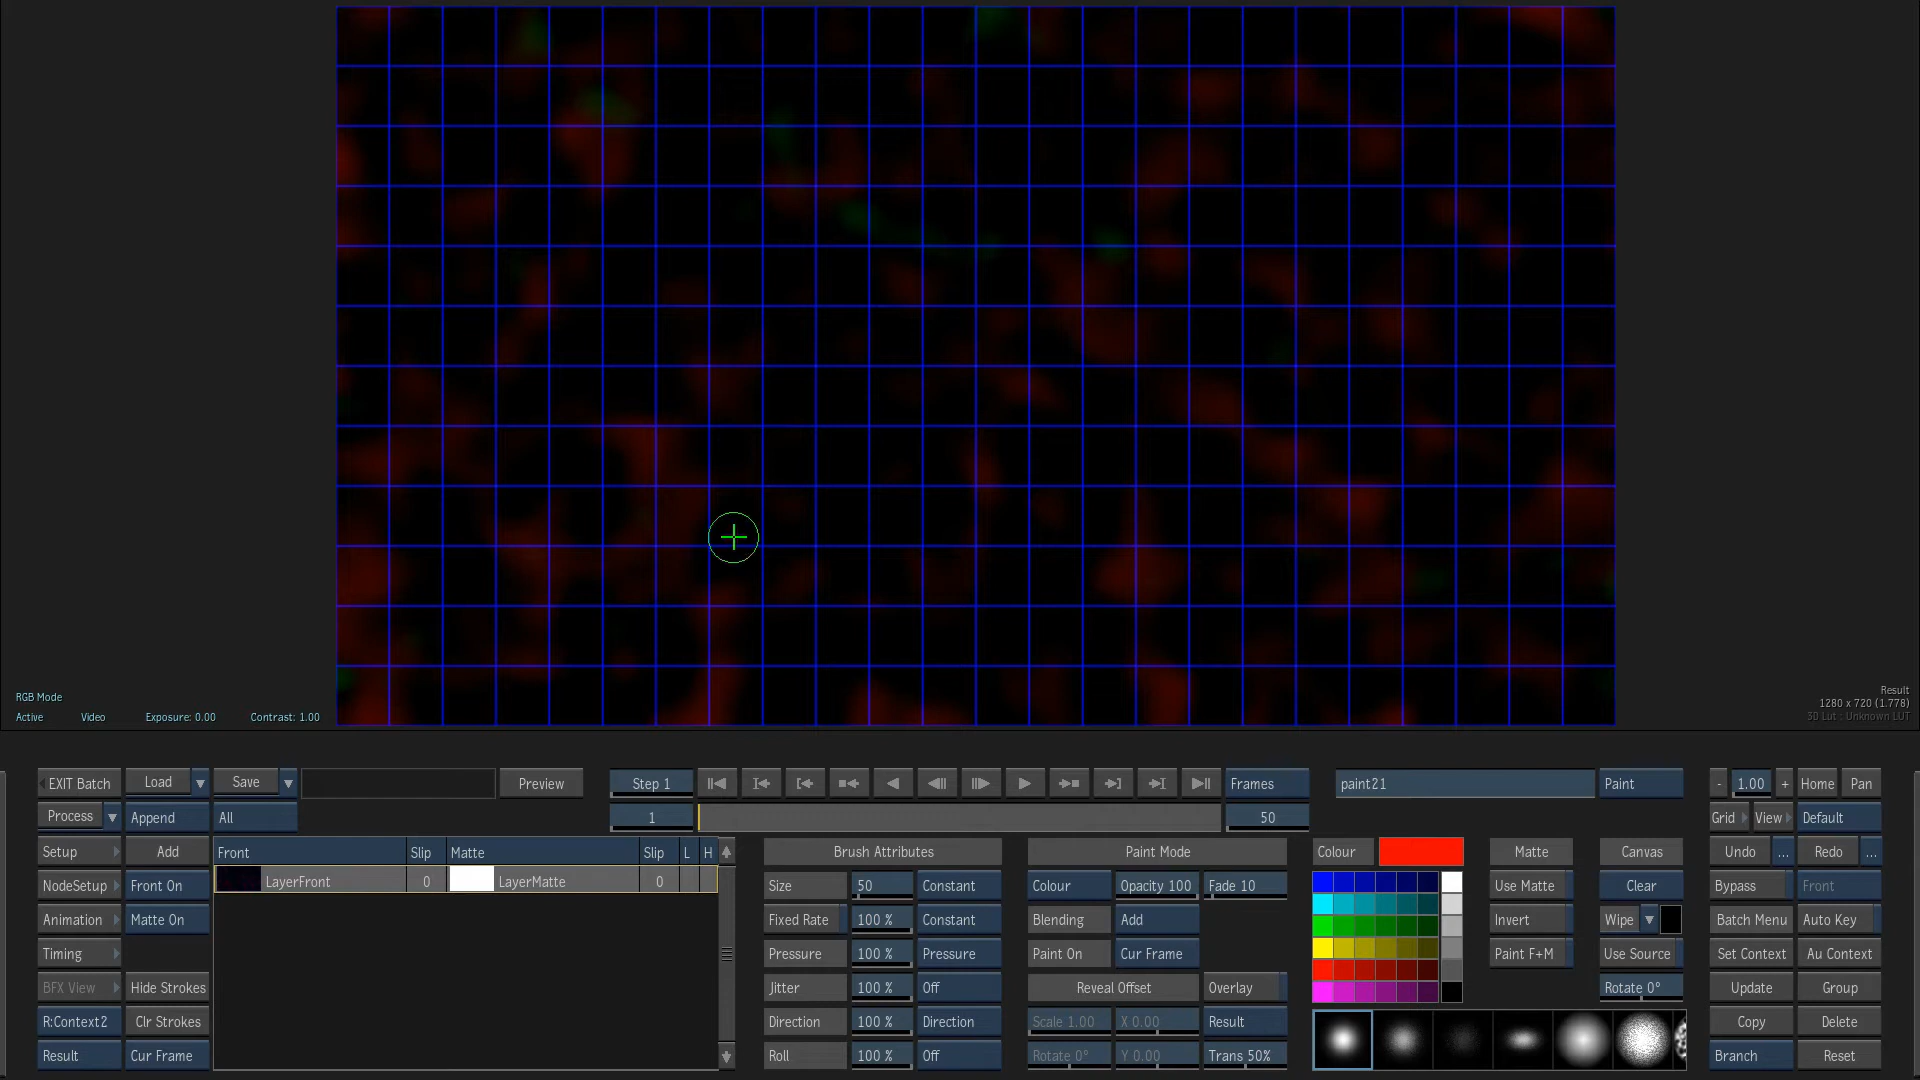 RGB Mode
Active Video Exposure: 0.00 Contrast: 1.00
Result
1280 x 720 (1.778)
3D Lut : Unknown LUT
EXIT Batch Load Save Preview Step 1 Frames paint21 Paint - 1.00 + Home Pan
Process Append All 1 50 Grid View Default
Setup Add Front Slip Matte Slip L H Brush Attributes Paint Mode Colour Matte Canvas Undo ... Redo ...
NodeSetup Front On LayerFront 0 LayerMatte 0 Size 50 Constant Colour Opacity 100 Fade 10 Use Matte Clear Bypass Front
Animation Matte On Fixed Rate 100 % Constant Blending Add Invert Wipe Batch Menu Auto Key
Timing Pressure 100 % Pressure Paint On Cur Frame Paint F+M Use Source Set Context Au Context
BFX View Hide Strokes Jitter 100 % Off Reveal Offset Overlay Rotate 0° Update Group
R:Context2 Clr Strokes Direction 100 % Direction Scale 1.00 X 0.00 Result Copy Delete
Result Cur Frame Roll 100 % Off Rotate 0° Y 0.00 Trans 50% Branch Reset